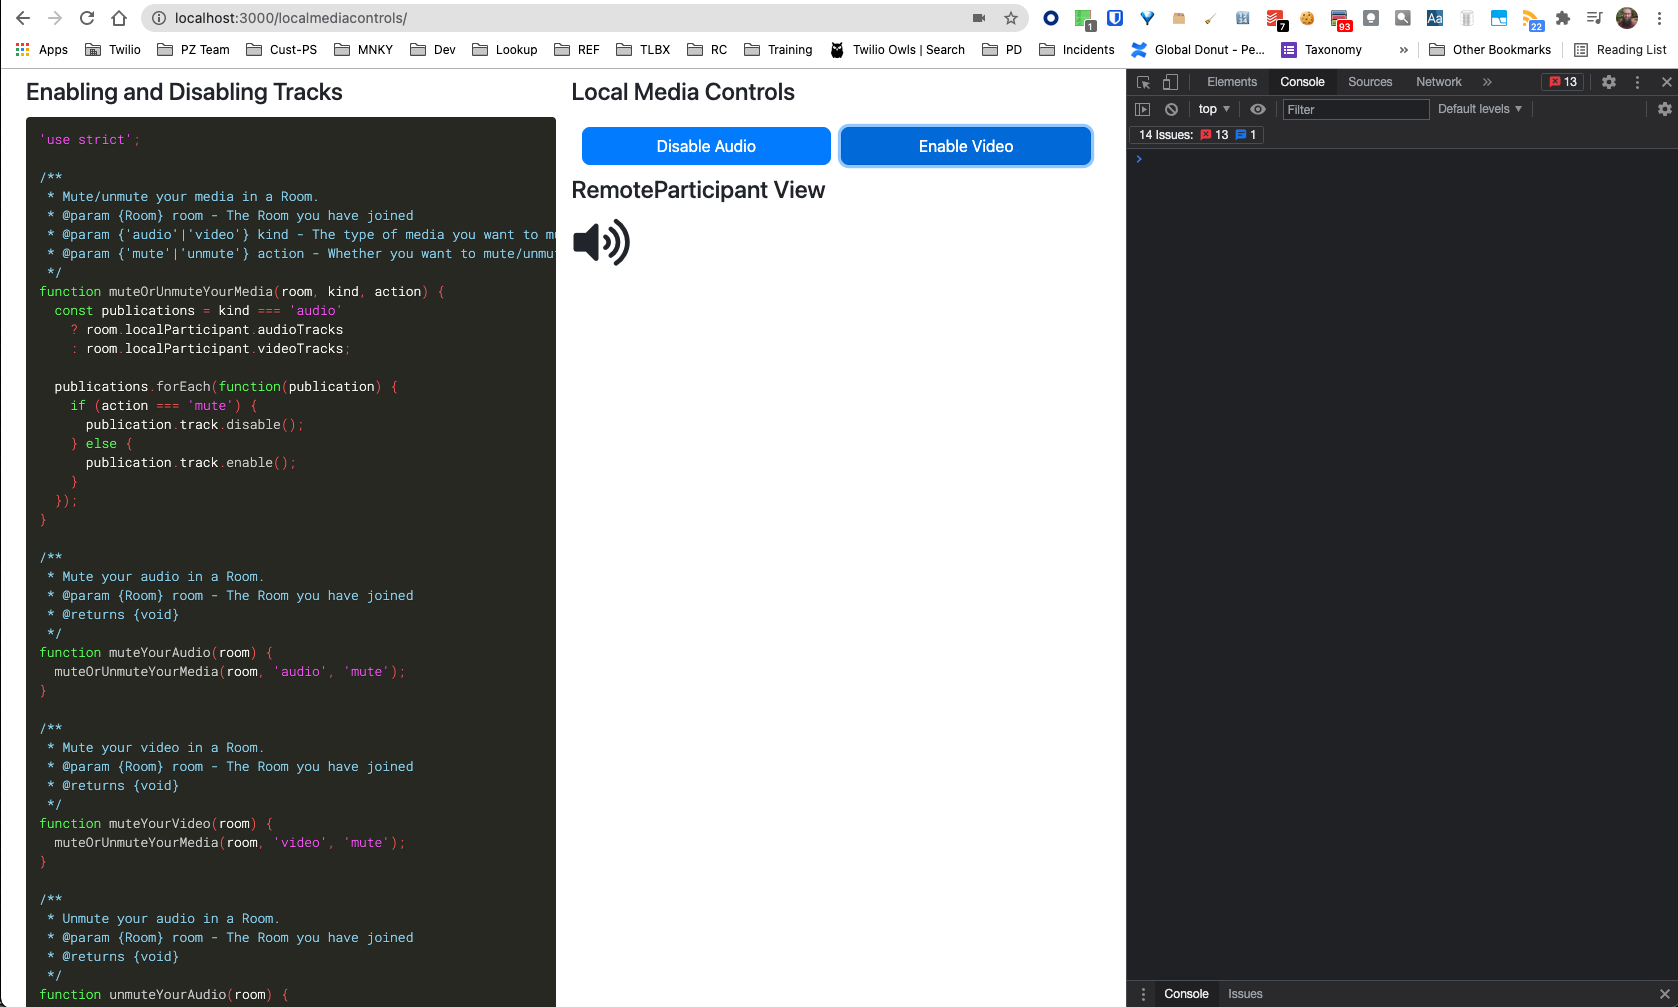 localhost:3000/localmediacontrols/
1
7
93
Aa
22
Apps Twilio PZ Team Cust-PS MNKY Dev Lookup REF TLBX RC Training Twilio Owls | Search PD Incidents Global Donut - Pe... Taxonomy » Other Bookmarks Reading List
Enabling and Disabling Tracks
'use strict';
/**
* Mute/unmute your media in a Room.
* @param {Room} room - The Room you have joined
* @param {'audio'|'video'} kind - The type of media you want to mu
* @param {'mute'|'unmute'} action - Whether you want to mute/unmut
*/
function muteOrUnmuteYourMedia(room, kind, action) {
const publications = kind === 'audio'
? room.localParticipant.audioTracks
: room.localParticipant.videoTracks;
publications.forEach(function(publication) {
if (action === 'mute') {
publication.track.disable();
} else {
publication.track.enable();
}
});
}
/**
* Mute your audio in a Room.
* @param {Room} room - The Room you have joined
* @returns {void}
*/
function muteYourAudio(room) {
muteOrUnmuteYourMedia(room, 'audio', 'mute');
}
/**
* Mute your video in a Room.
* @param {Room} room - The Room you have joined
* @returns {void}
*/
function muteYourVideo(room) {
muteOrUnmuteYourMedia(room, 'video', 'mute');
}
/**
* Unmute your audio in a Room.
* @param {Room} room - The Room you have joined
* @returns {void}
*/
function unmuteYourAudio(room) {
Local Media Controls
Disable Audio Enable Video
RemoteParticipant View
Elements Console Sources Network » 13
top Filter Default levels
14 Issues: 13 1
>
Console Issues